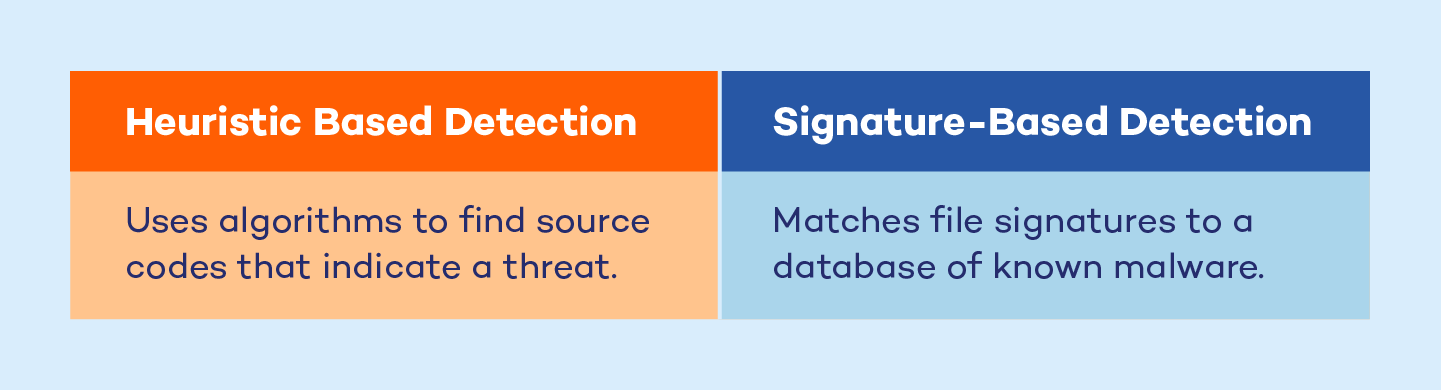 Heuristic Based Detection
Uses algorithms to find source
codes that indicate a threat.
Signature-Based Detection
Matches file signatures to a
database of known malware.